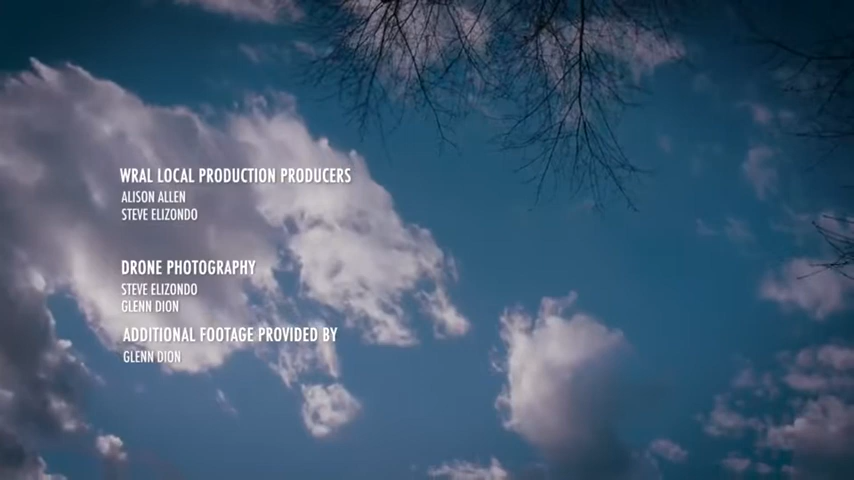 WRAL LOCAL PRODUCTION PRODUCERS
ALISON ALLEN
STEVE ELIZONDO
DRONE PHOTOGRAPHY
STEVE ELIZONDO
GLENN DION
ADDITIONAL FOOTAGE PROVIDED BY
GLENN DION